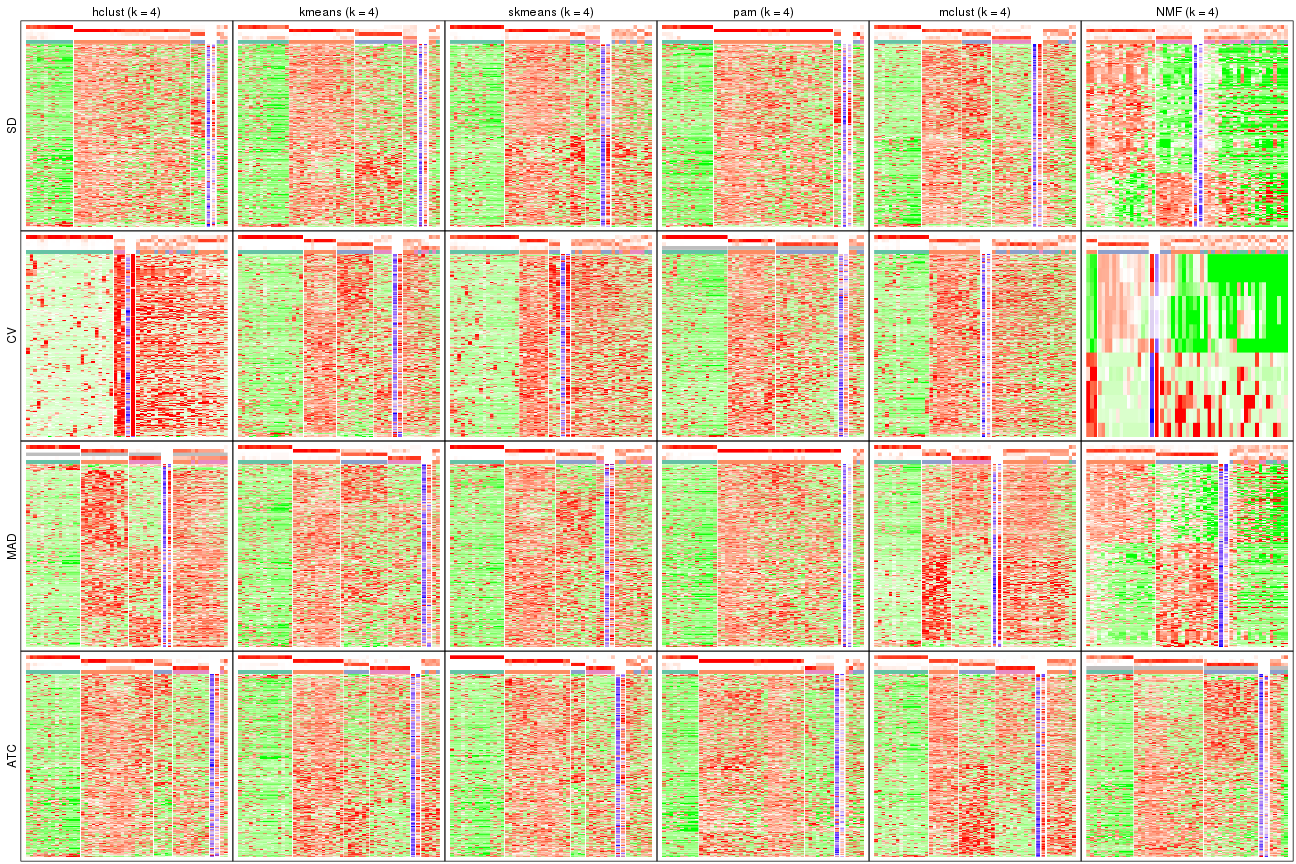 hclust (k = 4) kmeans (k = 4) skmeans (k = 4) pam (k = 4) mclust (k = 4) NMF (k = 4)
SD
CV
MAD
ATC